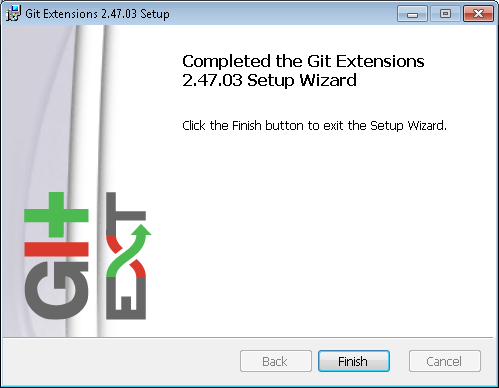 Git Extensions 2.47.03 Setup
Completed the Git Extensions
2.47.03 Setup Wizard
Click the Finish button to exit the Setup Wizard.
GIT
EXT
Back
Finish
Cancel